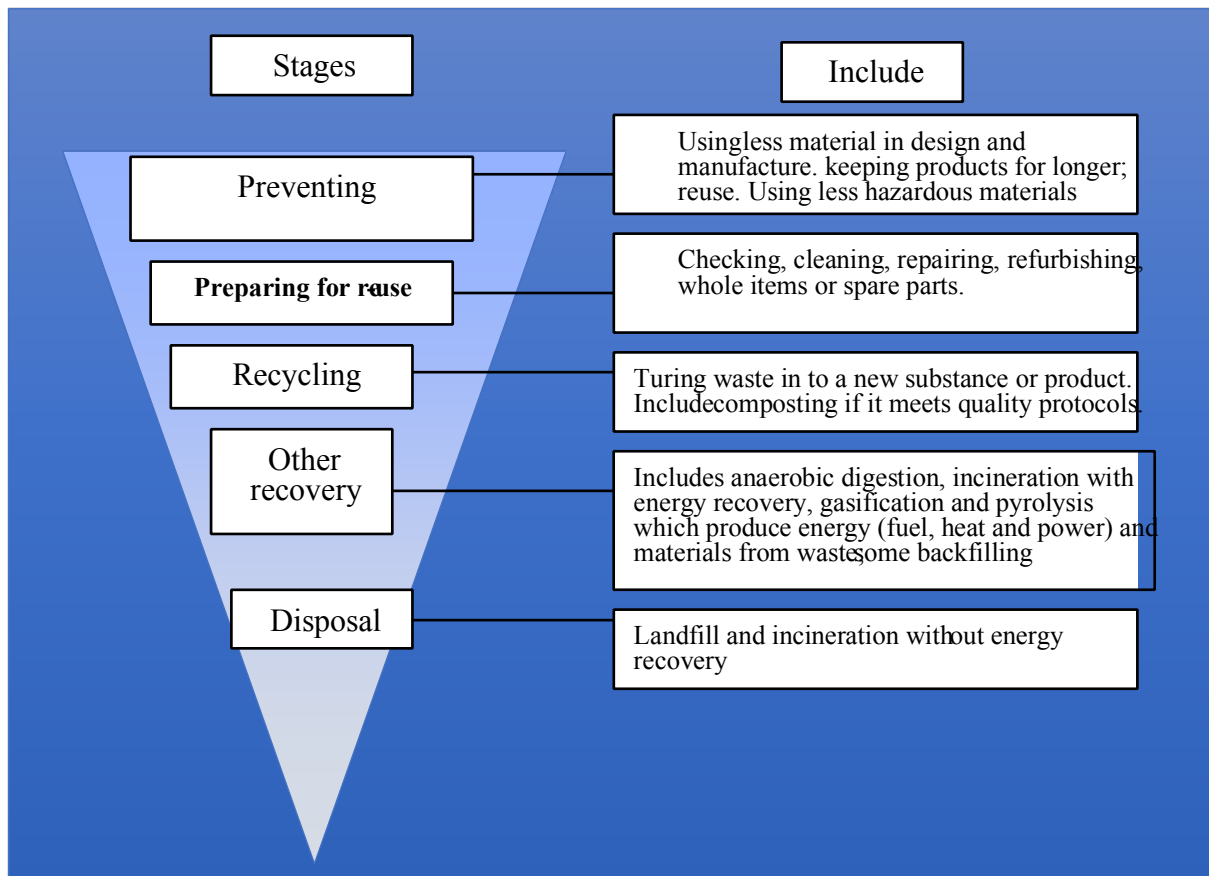 Stages
Include
Preventing
Usingless material in design and
manufacture. keeping products for longer;
reuse. Using less hazardous materials
Preparing for re-use
Checking, cleaning, repairing, refurbishing,
whole items or spare parts.
Recycling
Turing waste in to a new substance or product.
Includecomposting if it meets quality protocols.
Other
recovery
Includes anaerobic digestion, incineration with
energy recovery, gasification and pyrolysis
which produce energy (fuel, heat and power) and
materials from waste;some backfilling
Disposal
Landfill and incineration without energy
recovery